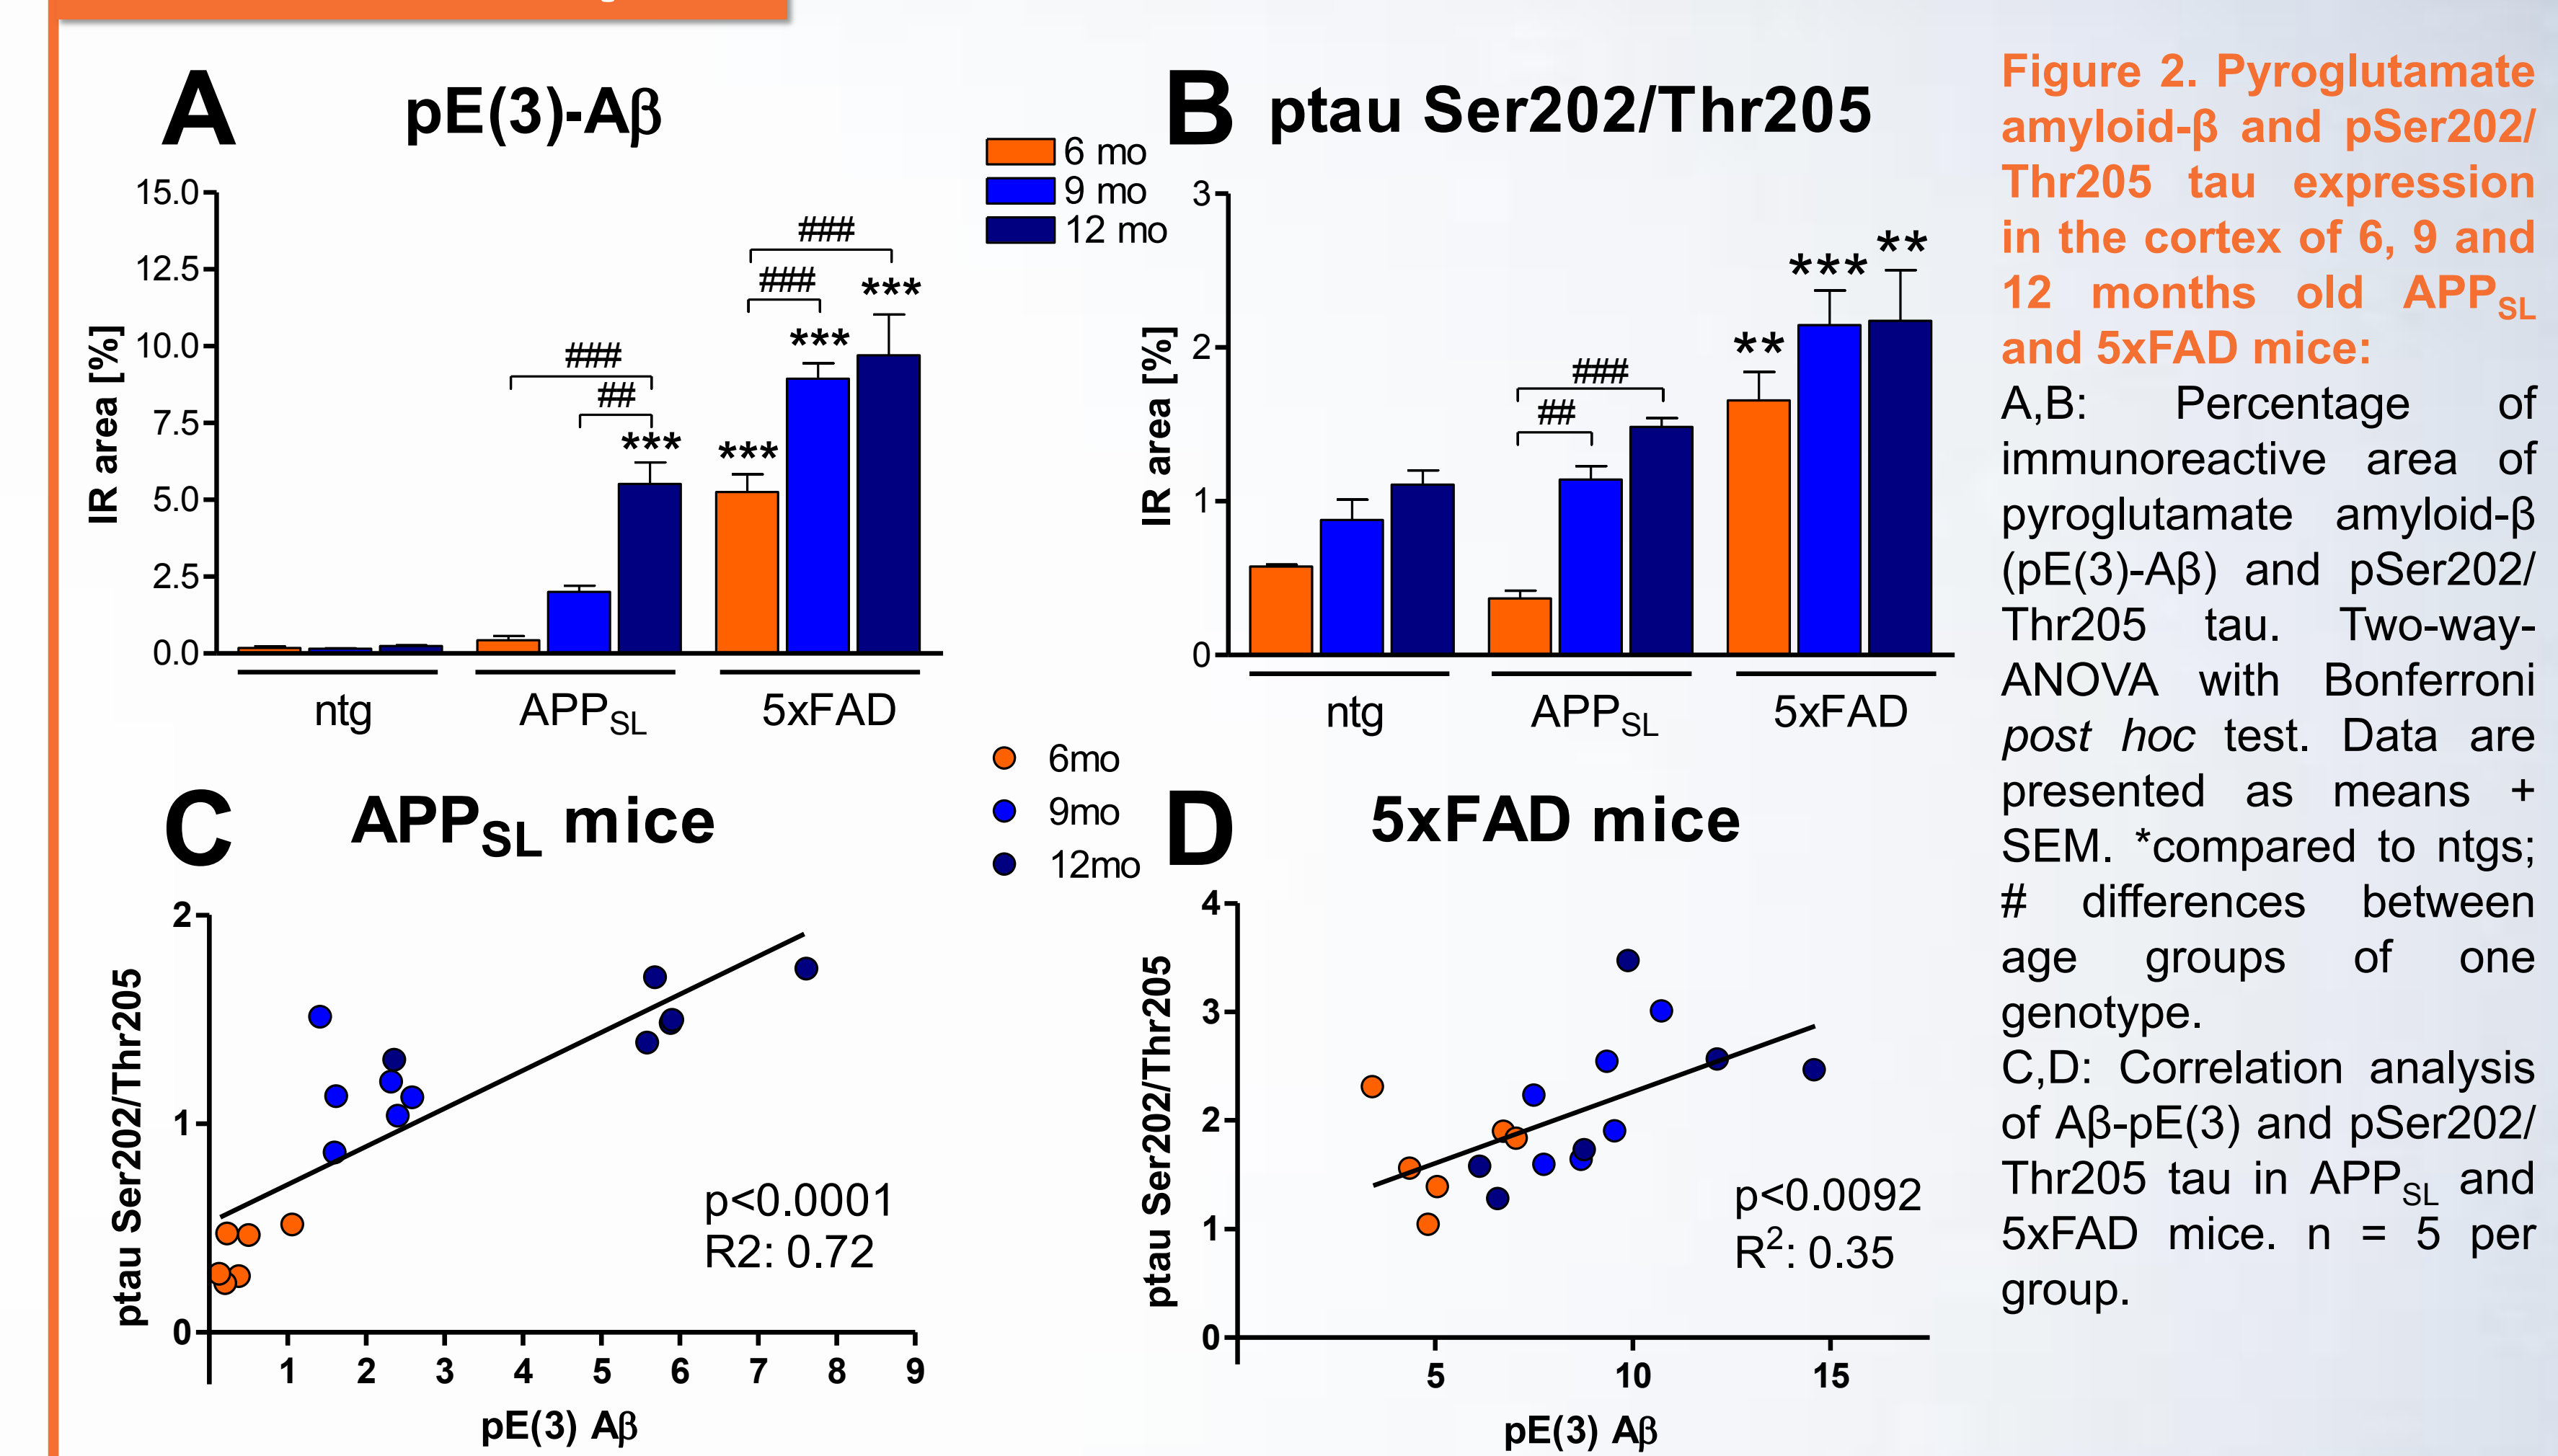 A
pE(3)-Aβ
6 mo
9 mo
12 mo
15.0
12.5
10.0
7.5
5.0
2.5
0.0
IR area [%]
###
##
***
***
###
***
###
***
ntg
APPSL
5xFAD
B
ptau Ser202/Thr205
3
2
1
0
IR area [%]
##
###
**
***
**
ntg
APPSL
5xFAD
6mo
9mo
12mo
C
APPSL mice
2
1
0
ptau Ser202/Thr205
p<0.0001
R2: 0.72
1 2 3 4 5 6 7 8 9
pE(3) Aβ
D
5xFAD mice
4
3
2
1
0
ptau Ser202/Thr205
p<0.0092
R²: 0.35
5 10 15
pE(3) Aβ
Figure 2. Pyroglutamate
amyloid-β and pSer202/
Thr205 tau expression
in the cortex of 6, 9 and
12 months old APPSL
and 5xFAD mice:
A,B: Percentage of
immunoreactive area of
pyroglutamate amyloid-β
(pE(3)-Aβ) and pSer202/
Thr205 tau. Two-way-
ANOVA with Bonferroni
post hoc test. Data are
presented as means +
SEM. *compared to ntgs;
# differences between
age groups of one
genotype.
C,D: Correlation analysis
of Aβ-pE(3) and pSer202/
Thr205 tau in APPSL and
5xFAD mice. n = 5 per
group.